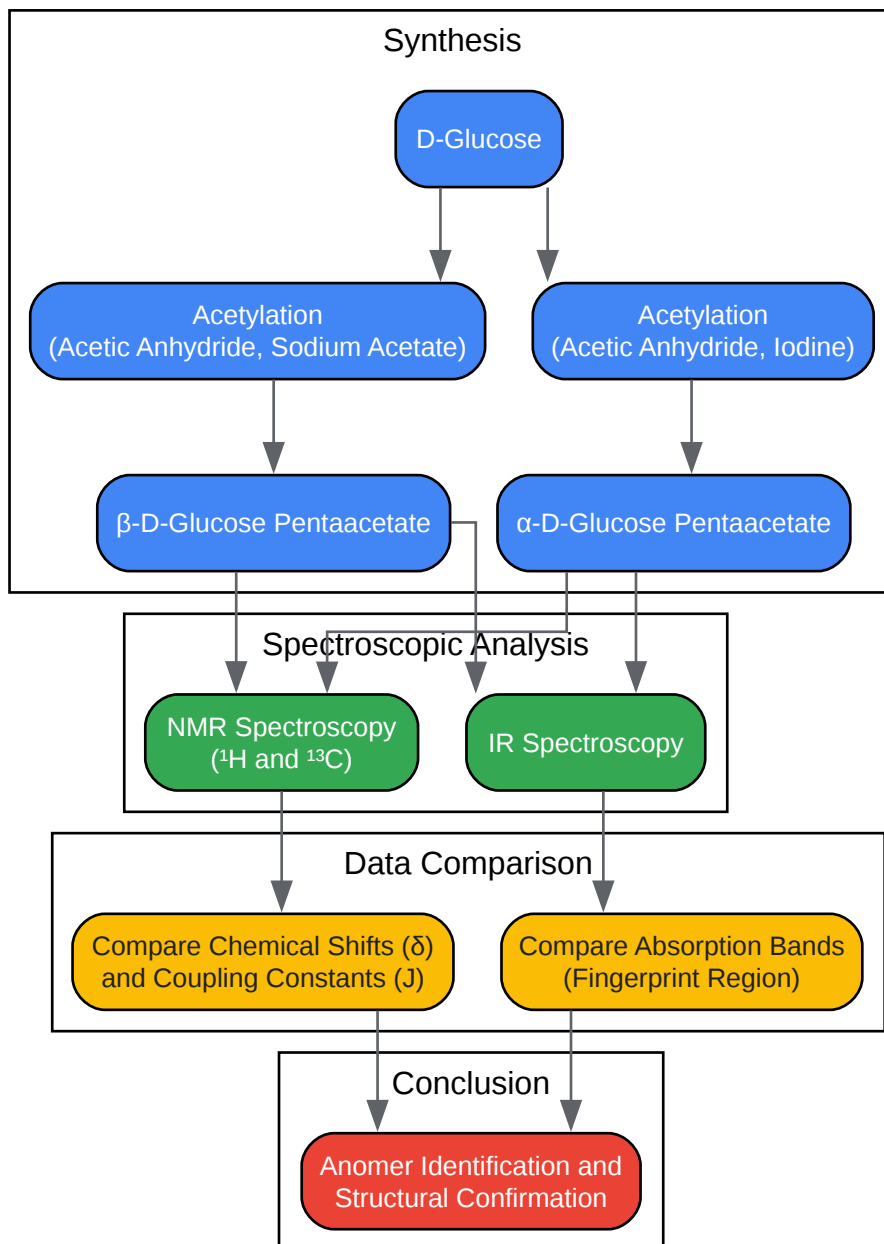 Synthesis
D-Glucose
Acetylation
(Acetic Anhydride, Sodium Acetate)
Acetylation
(Acetic Anhydride, Iodine)
β-D-Glucose Pentaacetate
α-D-Glucose Pentaacetate
Spectroscopic Analysis
NMR Spectroscopy
(¹H and ¹³C)
IR Spectroscopy
Data Comparison
Compare Chemical Shifts (δ)
and Coupling Constants (J)
Compare Absorption Bands
(Fingerprint Region)
Conclusion
Anomer Identification and
Structural Confirmation